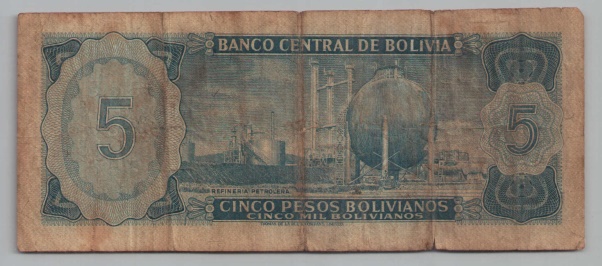 BANCO CENTRAL DE BOLIVIA
5
5
REFINERIA PETROLERA
CINCO PESOS BOLIVIANOS
CINCO MIL BOLIVIANOS